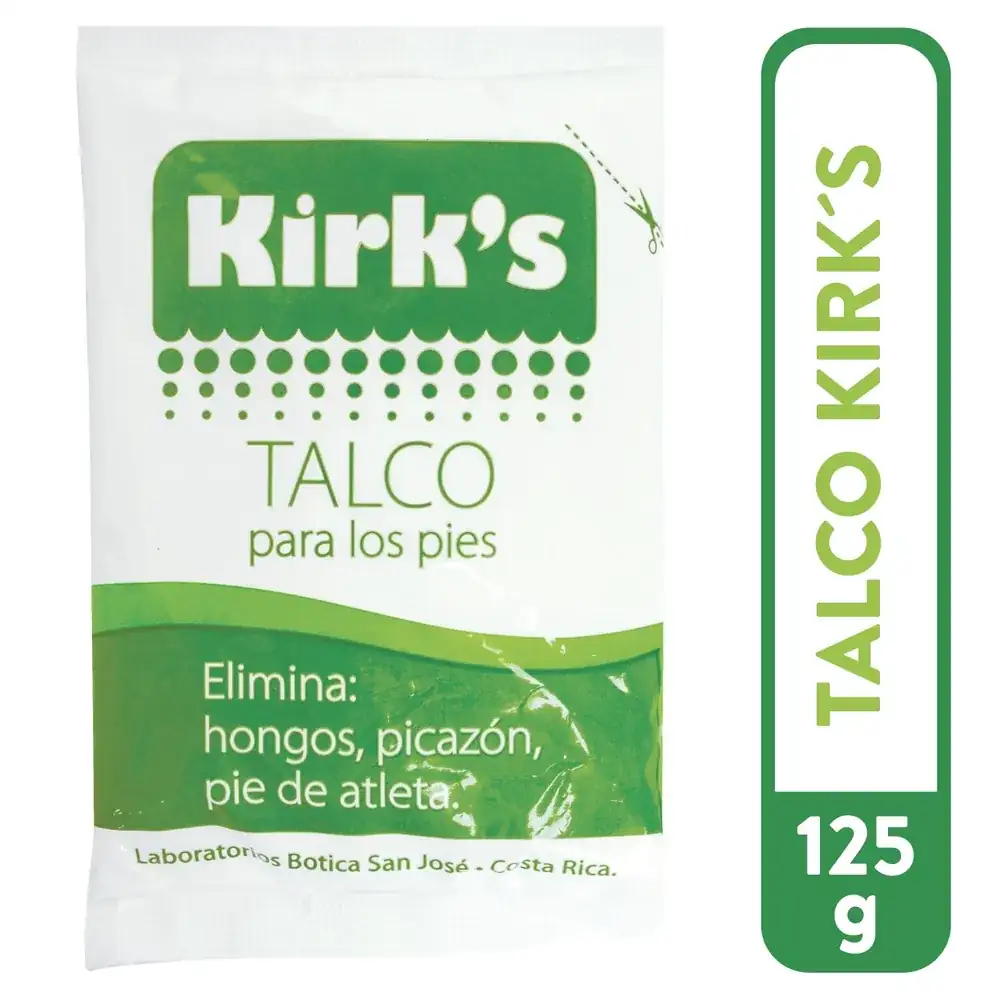 Kirk's
TALCO
para los pies
Elimina:
hongos, picazón,
pie de atleta.
Laboratorios Botica San José - Costa Rica.
TALCO KIRK´S
125
g